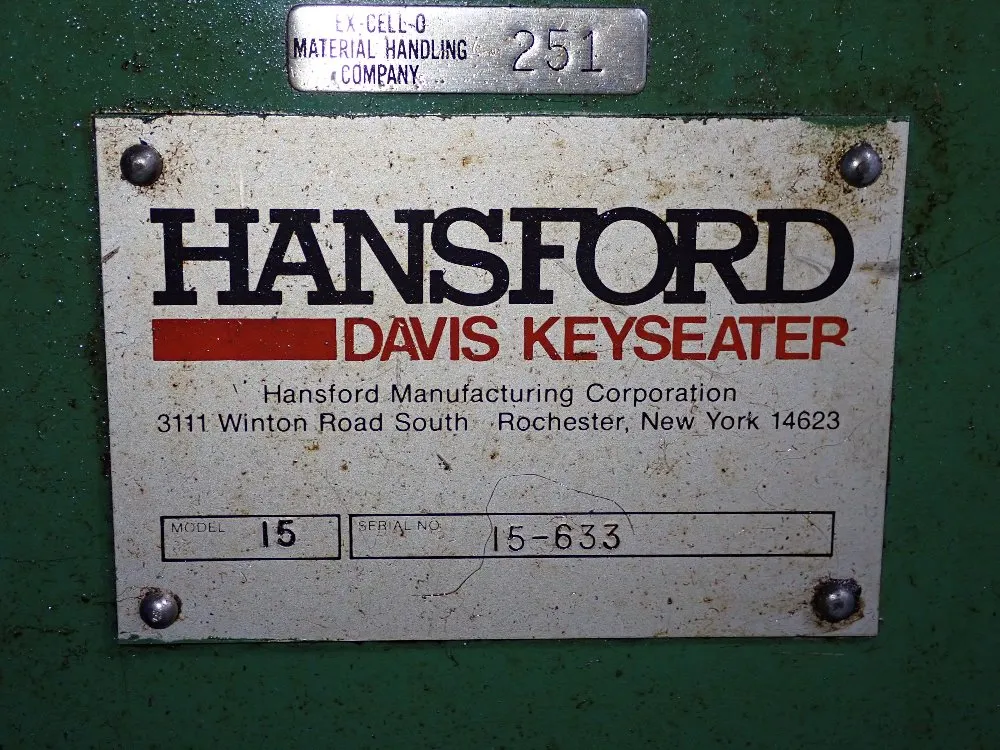 EX-CELL-O
MATERIAL HANDLING
COMPANY
251
HANSFORD
DAVIS KEYSEATER
Hansford Manufacturing Corporation
3111 Winton Road South Rochester, New York 14623
MODEL 15
SERIAL NO. 15-633